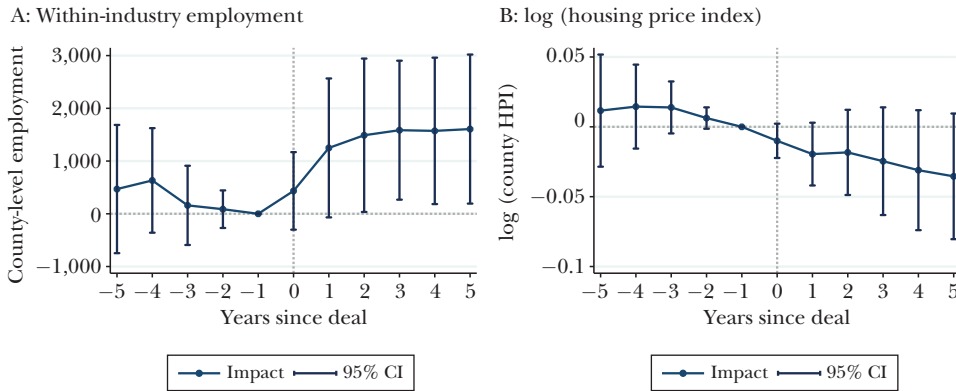 A: Within-industry employment
County-level employment
3,000
2,000
1,000
0
−1,000
−5 −4 −3 −2 −1 0 1 2 3 4 5
Years since deal
Impact 95% CI
B: log (housing price index)
log (county HPI)
0.05
0
−0.05
−0.1
−5 −4 −3 −2 −1 0 1 2 3 4 5
Years since deal
Impact 95% CI